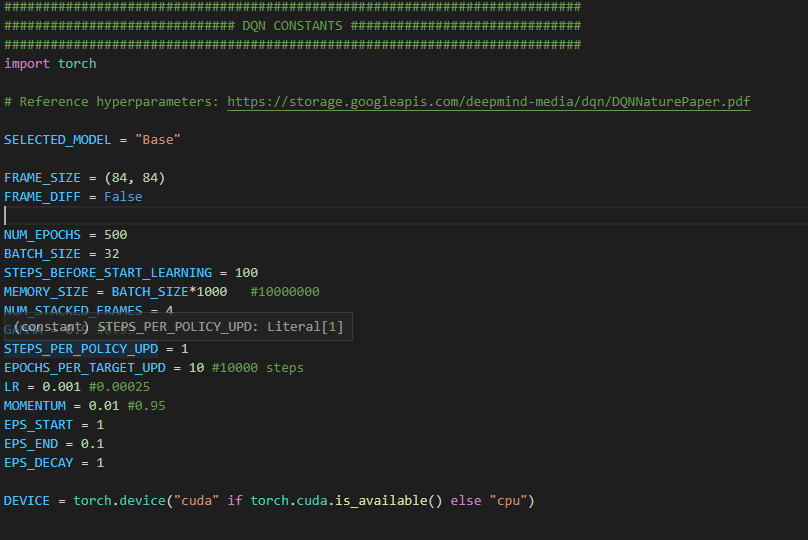 ###########################################################################
############################## DQN CONSTANTS ##############################
###########################################################################
import torch
# Reference hyperparameters: https://storage.googleapis.com/deepmind-media/dqn/DQNNaturePaper.pdf
SELECTED_MODEL = "Base"
FRAME_SIZE = (84, 84)
FRAME_DIFF = False
NUM_EPOCHS = 500
BATCH_SIZE = 32
STEPS_BEFORE_START_LEARNING = 100
MEMORY_SIZE = BATCH_SIZE*1000   #10000000
NUM_STACKED_FRAMES = 4
(constant) STEPS_PER_POLICY_UPD: Literal[1]
STEPS_PER_POLICY_UPD = 1
EPOCHS_PER_TARGET_UPD = 10 #10000 steps
LR = 0.001 #0.00025
MOMENTUM = 0.01 #0.95
EPS_START = 1
EPS_END = 0.1
EPS_DECAY = 1
DEVICE = torch.device("cuda" if torch.cuda.is_available() else "cpu")